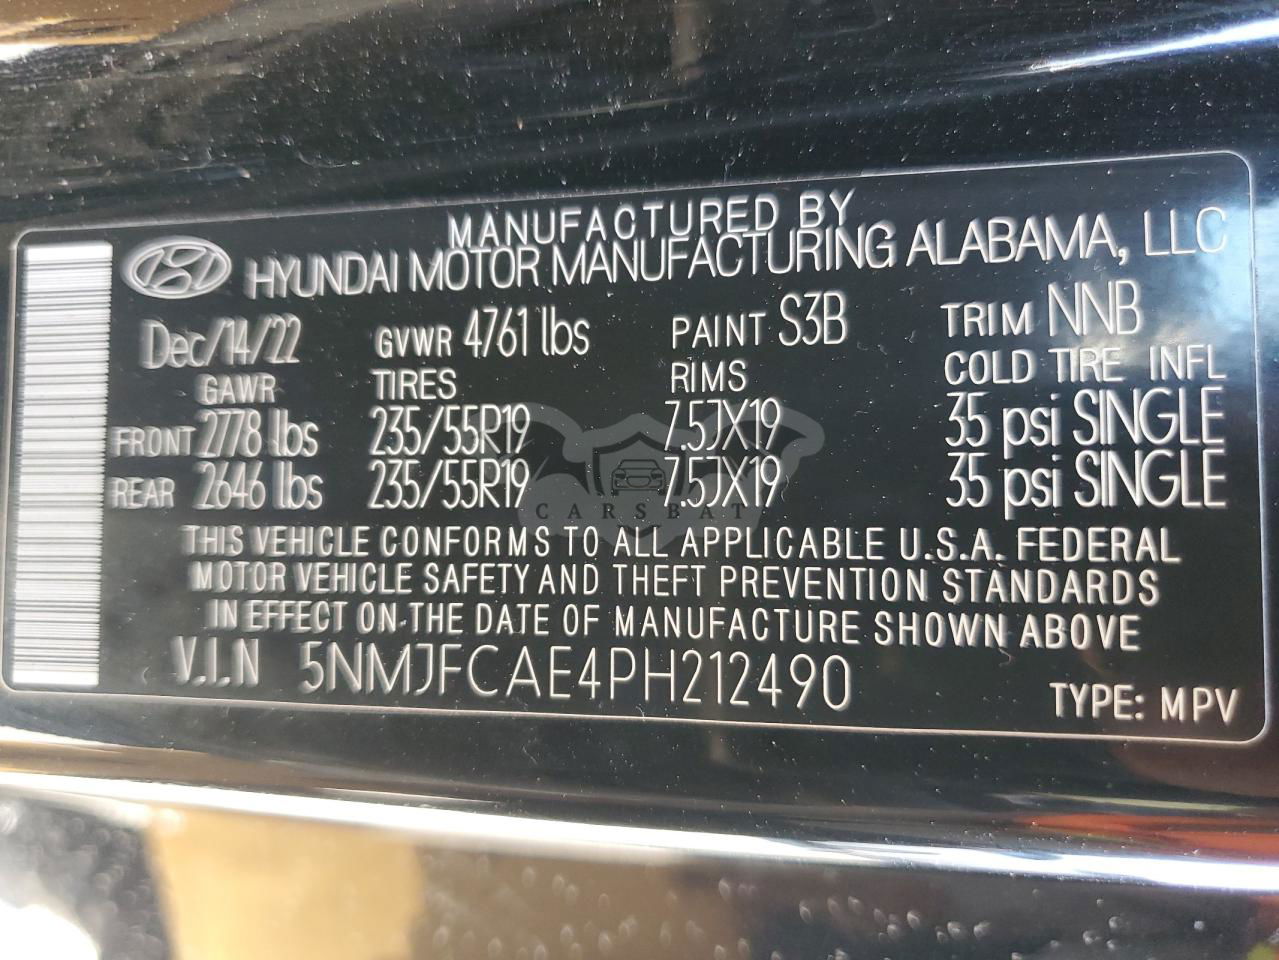 MANUFACTURED BY
HYUNDAI MOTOR MANUFACTURING ALABAMA, LLC
Dec/14/22 GVWR 4761 lbs PAINT S3B TRIM NNB
GAWR TIRES RIMS COLD TIRE INFL
FRONT 2778 lbs 235/55R19 7.5JX19 35 psi SINGLE
REAR 2646 lbs 235/55R19 7.5JX19 35 psi SINGLE
CARSBAT
THIS VEHICLE CONFORMS TO ALL APPLICABLE U.S.A. FEDERAL
MOTOR VEHICLE SAFETY AND THEFT PREVENTION STANDARDS
IN EFFECT ON THE DATE OF MANUFACTURE SHOWN ABOVE
V.I.N 5NMJFCAE4PH212490
TYPE: MPV